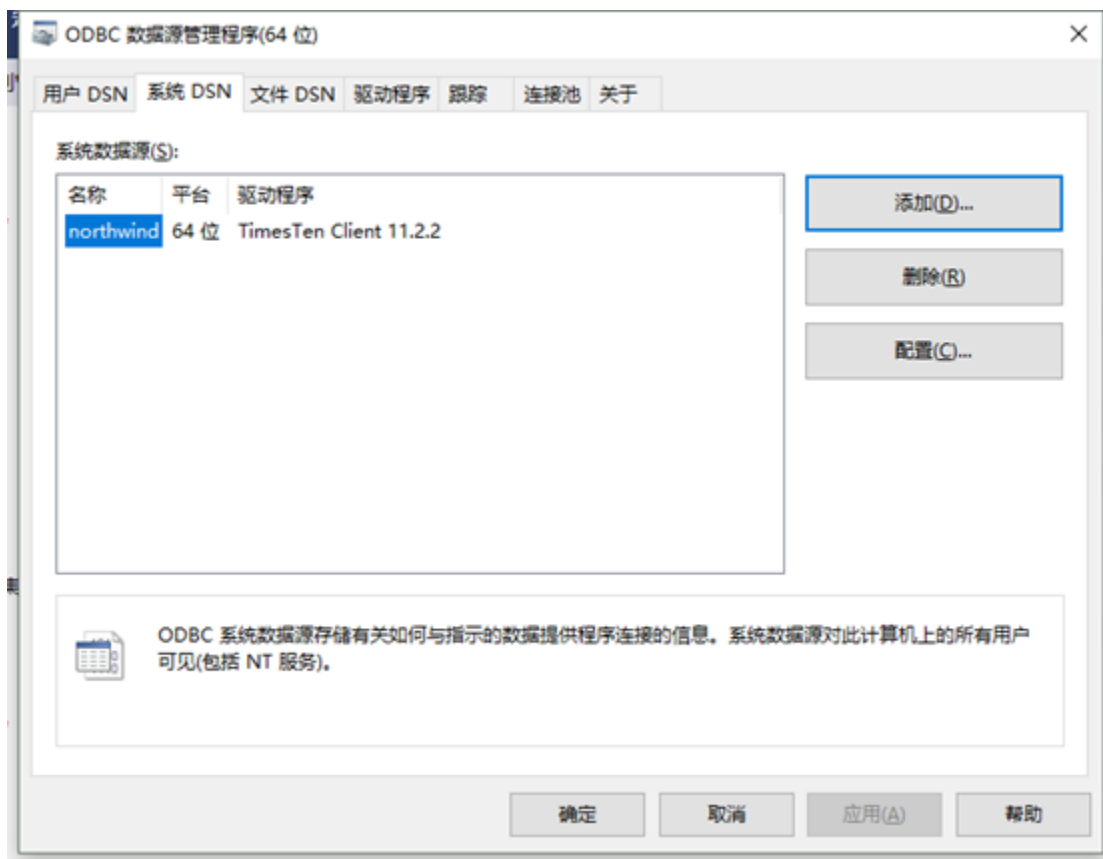 ODBC 数据源管理程序(64 位)
用户 DSN 系统 DSN 文件 DSN 驱动程序 跟踪 连接池 关于
系统数据源(S):
名称 平台 驱动程序
northwind 64 位 TimesTen Client 11.2.2
添加(D)...
删除(R)
配置(C)...
ODBC 系统数据源存储有关如何与指示的数据提供程序连接的信息。系统数据源对此计算机上的所有用户
可见(包括 NT 服务)。
确定 取消 应用(A) 帮助